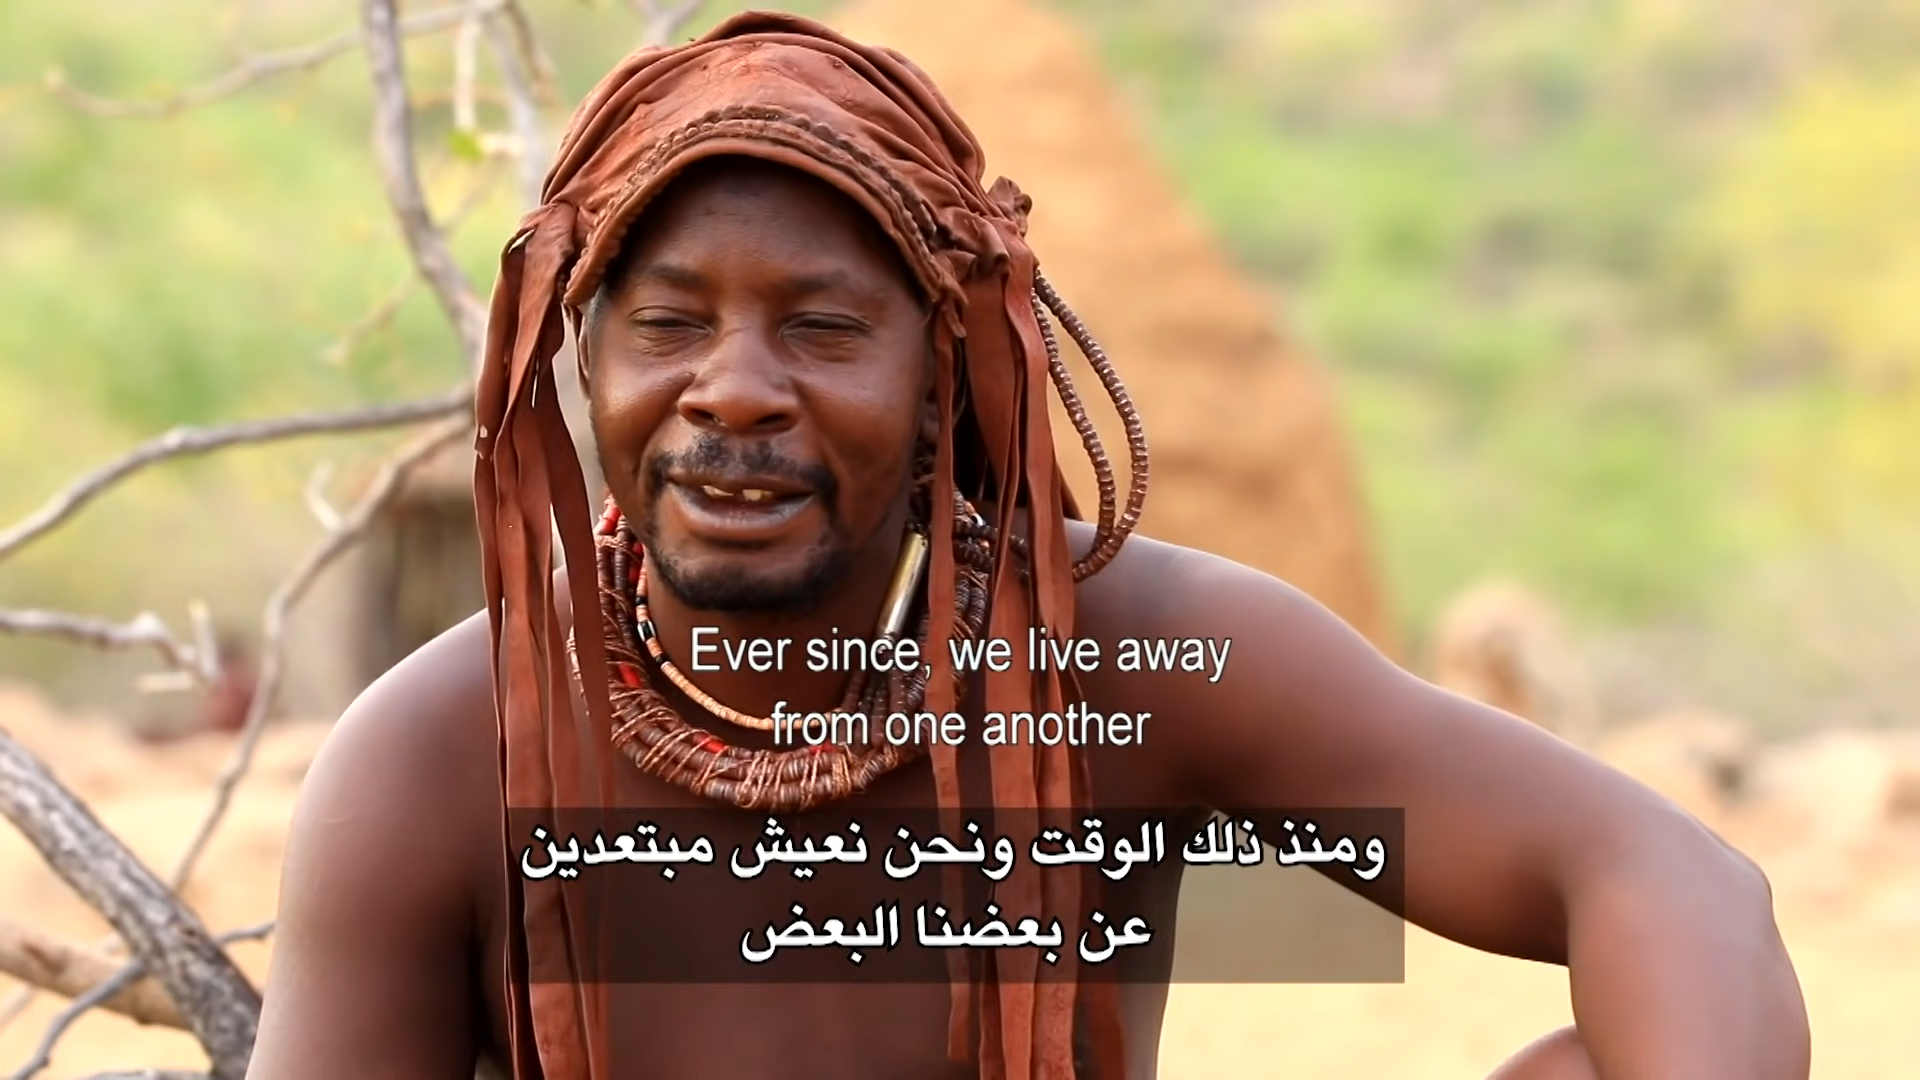 Ever since, we live away
from one another
ومنذ ذلك الوقت ونحن نعيش مبتعدين
عن بعضنا البعض